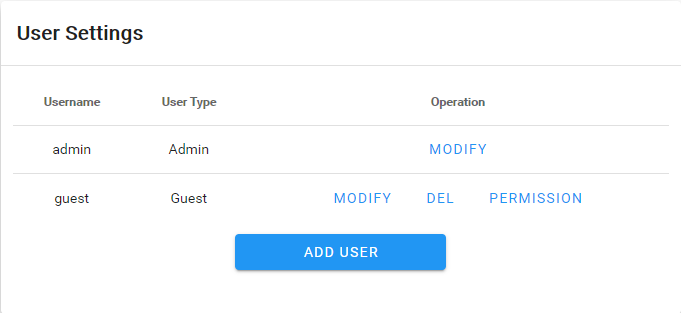 User Settings
Username User Type Operation
admin Admin MODIFY
guest Guest MODIFY DEL PERMISSION
ADD USER